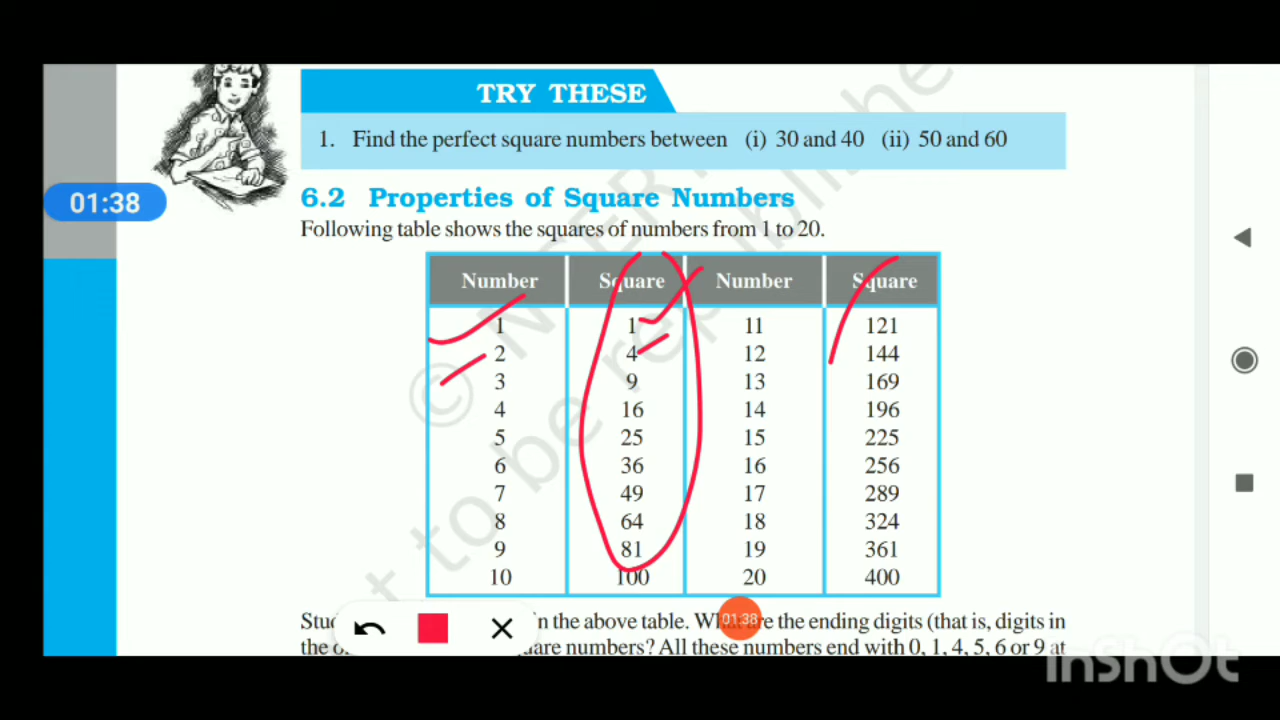 TRY THESE
1. Find the perfect square numbers between (i) 30 and 40 (ii) 50 and 60
01:38
6.2 Properties of Square Numbers
Following table shows the squares of numbers from 1 to 20.
Number Square Number Square
1 1 11 121
2 4 12 144
3 9 13 169
4 16 14 196
5 25 15 225
6 36 16 256
7 49 17 289
8 64 18 324
9 81 19 361
10 100 20 400
in the above table. the ending digits (that is, digits in
01:38
the numbers? All these numbers end with 0, 1, 4, 5, 6 or 9 at
InShOt